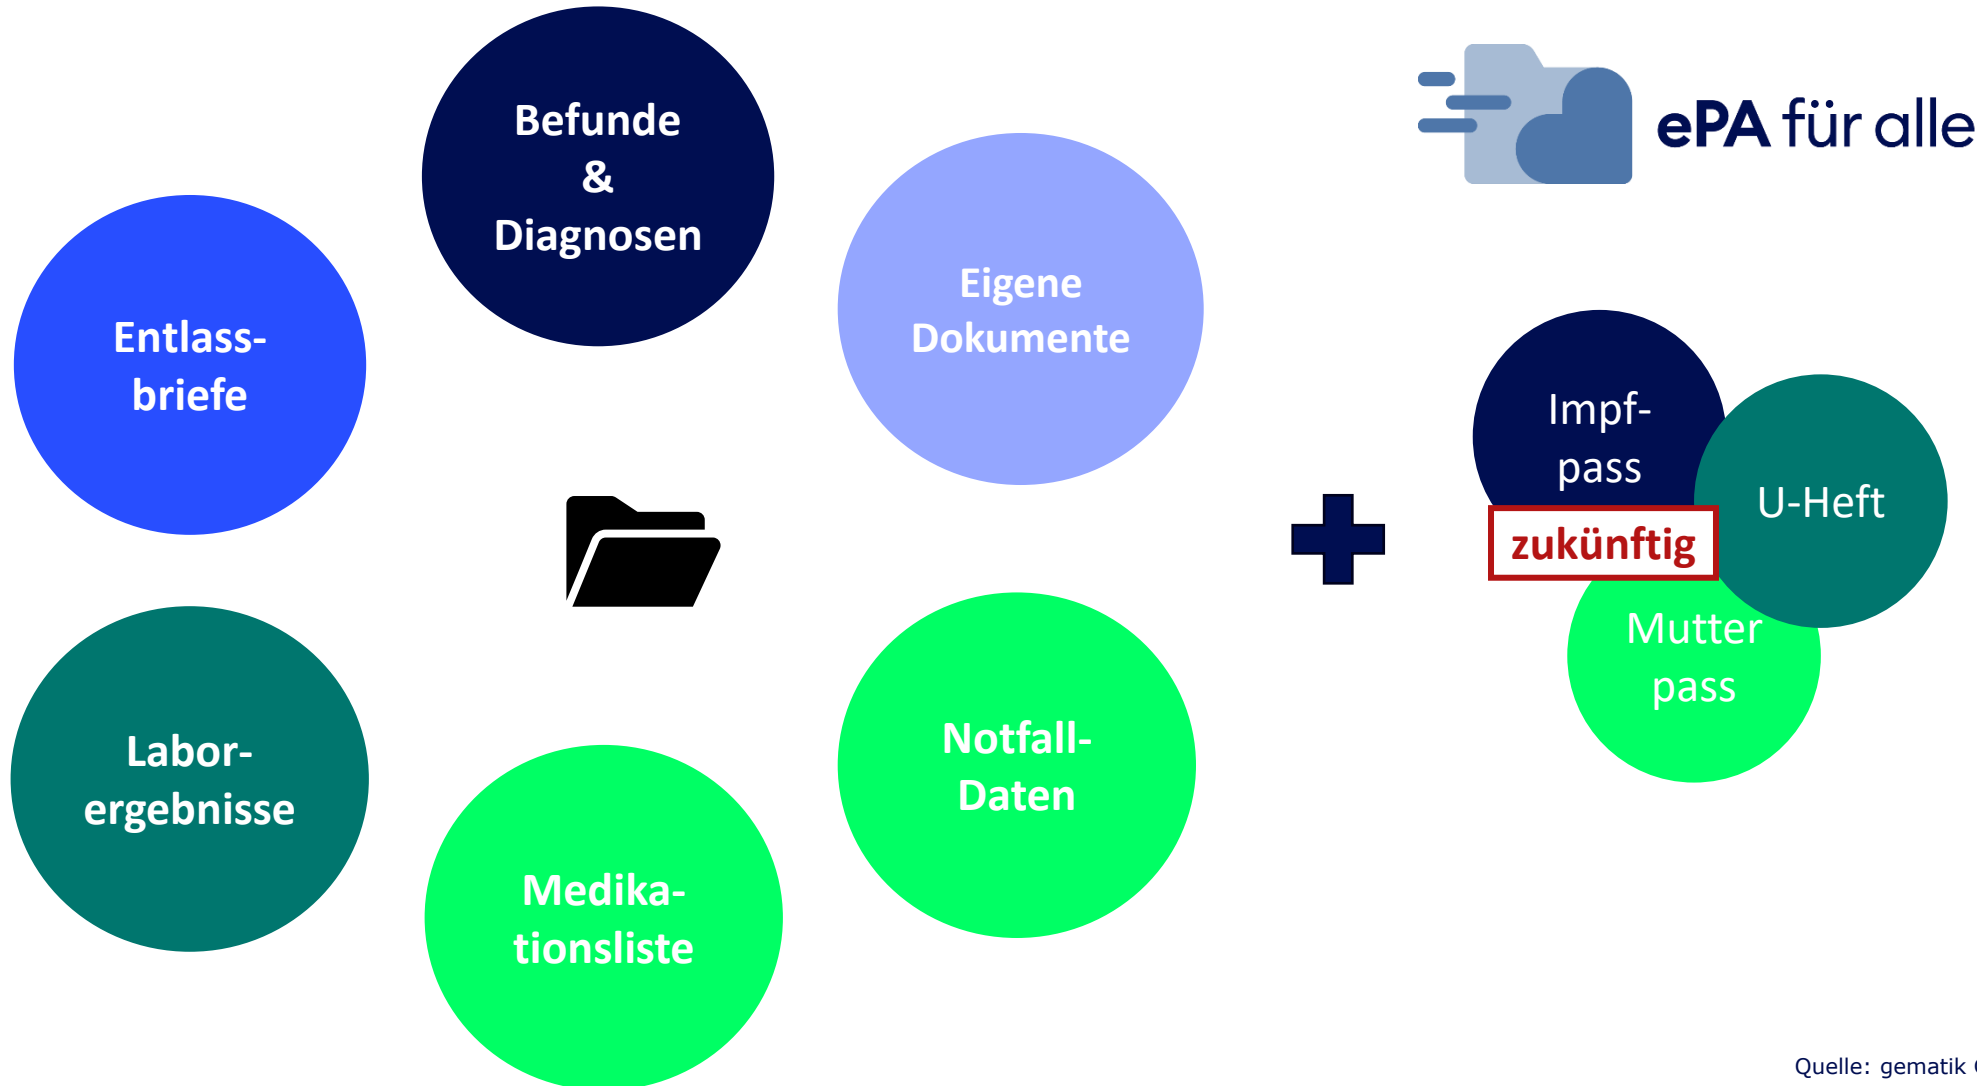 Befunde
&
Diagnosen
ePA für alle
Eigene
Dokumente
Entlass-
briefe
Impf-
pass
U-Heft
zukünftig
Mutter
pass
Labor-
ergebnisse
Notfall-
Daten
Medika-
tionsliste
Quelle: gematik